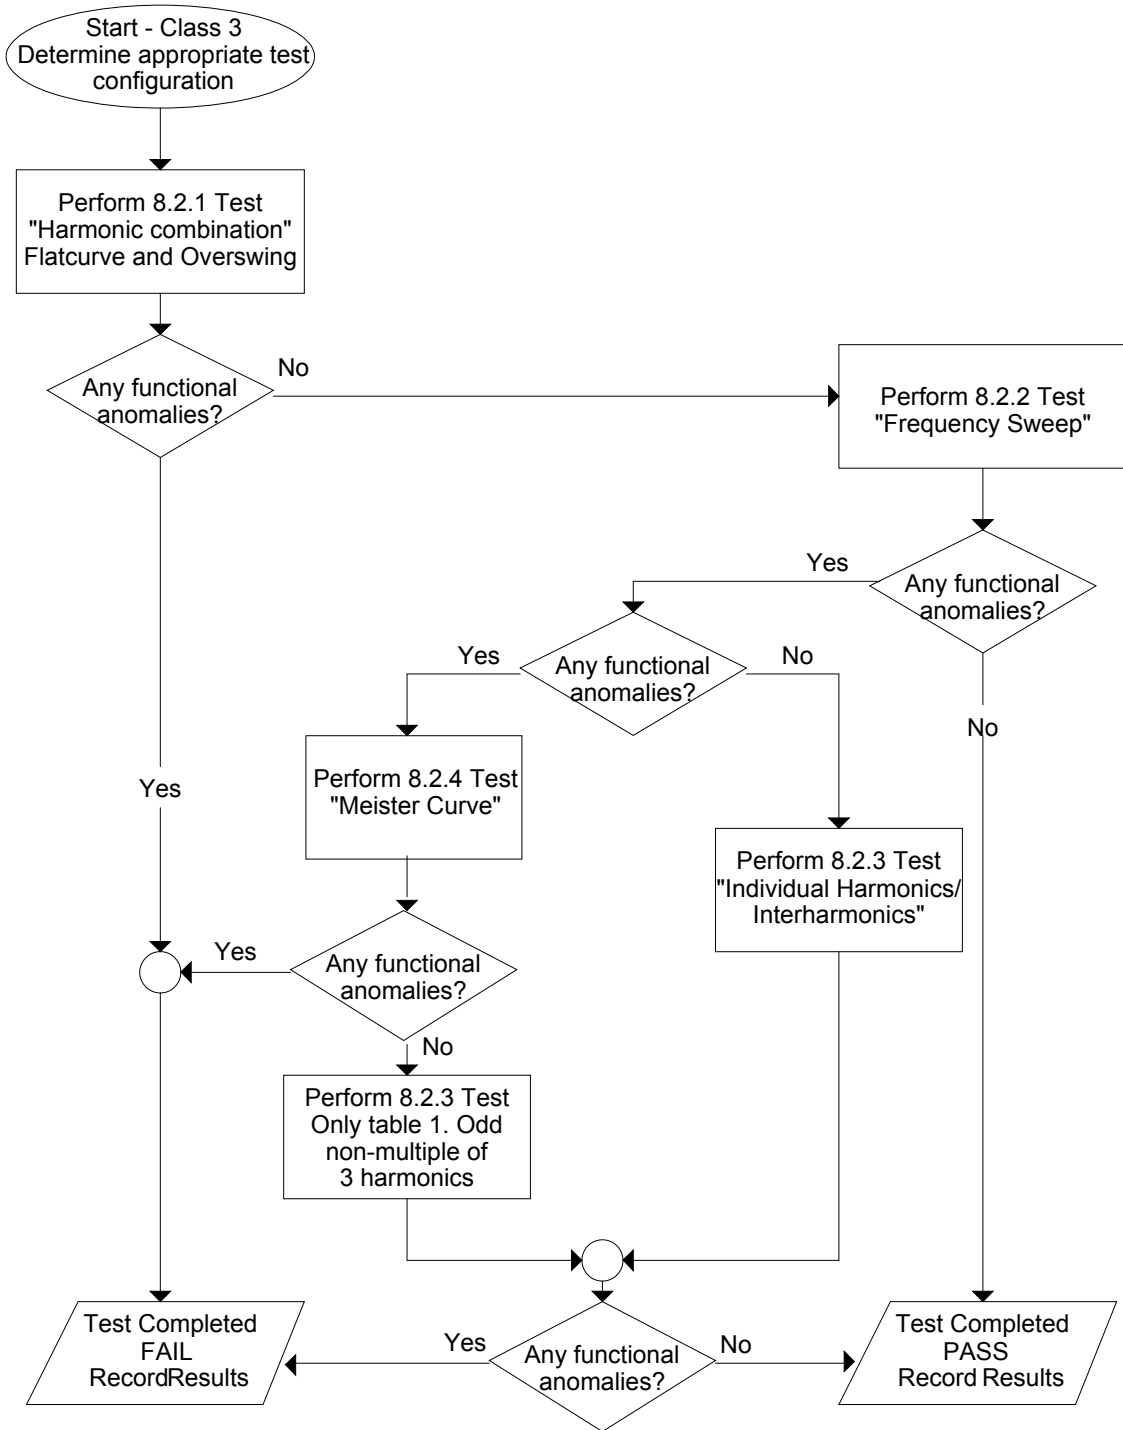 Start - Class 3
Determine appropriate test
configuration
Perform 8.2.1 Test
"Harmonic combination"
Flatcurve and Overswing
Any functional
anomalies?
No
Perform 8.2.2 Test
"Frequency Sweep"
Any functional
anomalies?
Yes
No
Any functional
anomalies?
Yes
No
Perform 8.2.4 Test
"Meister Curve"
Perform 8.2.3 Test
"Individual Harmonics/
Interharmonics"
Yes
Any functional
anomalies?
Yes
No
Perform 8.2.3 Test
Only table 1. Odd
non-multiple of
3 harmonics
Test Completed
FAIL
RecordResults
Yes
Any functional
anomalies?
No
Test Completed
PASS
Record Results